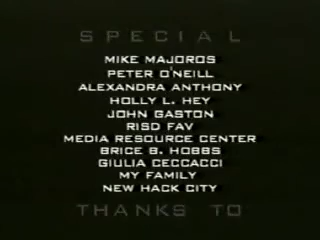 SPECIAL
MIKE MAJOROS
PETER O'NEILL
ALEXANDRA ANTHONY
HOLLY L. HEY
JOHN GASTON
RISD FAV
MEDIA RESOURCE CENTER
BRICE B. HOBBS
GIULIA CECCACCI
MY FAMILY
NEW HACK CITY
THANKS TO